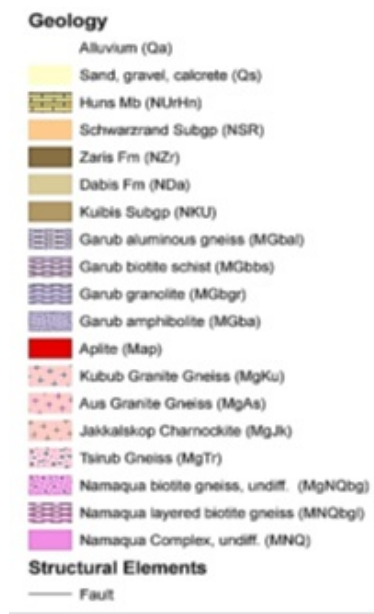 Geology
Alluvium (Qa)
Sand, gravel, calcrete (Qs)
Huns Mb (NUrHn)
Schwarzrand Subgp (NSR)
Zaris Fm (NZr)
Dabis Fm (NDa)
Kuibis Subgp (NKU)
Garub aluminous gneiss (MGbal)
Garub biotite schist (MGbbs)
Garub granolite (MGbgr)
Garub amphibolite (MGba)
Aplite (Map)
Kubub Granite Gneiss (MgKu)
Aus Granite Gneiss (MgAs)
Jakkalskop Charnockite (MgJk)
Tsirub Gneiss (MgTr)
Namaqua biotite gneiss, undiff. (MgNQbg)
Namaqua layered biotite gneiss (MNQbgl)
Namaqua Complex, undiff. (MNQ)
Structural Elements
Fault